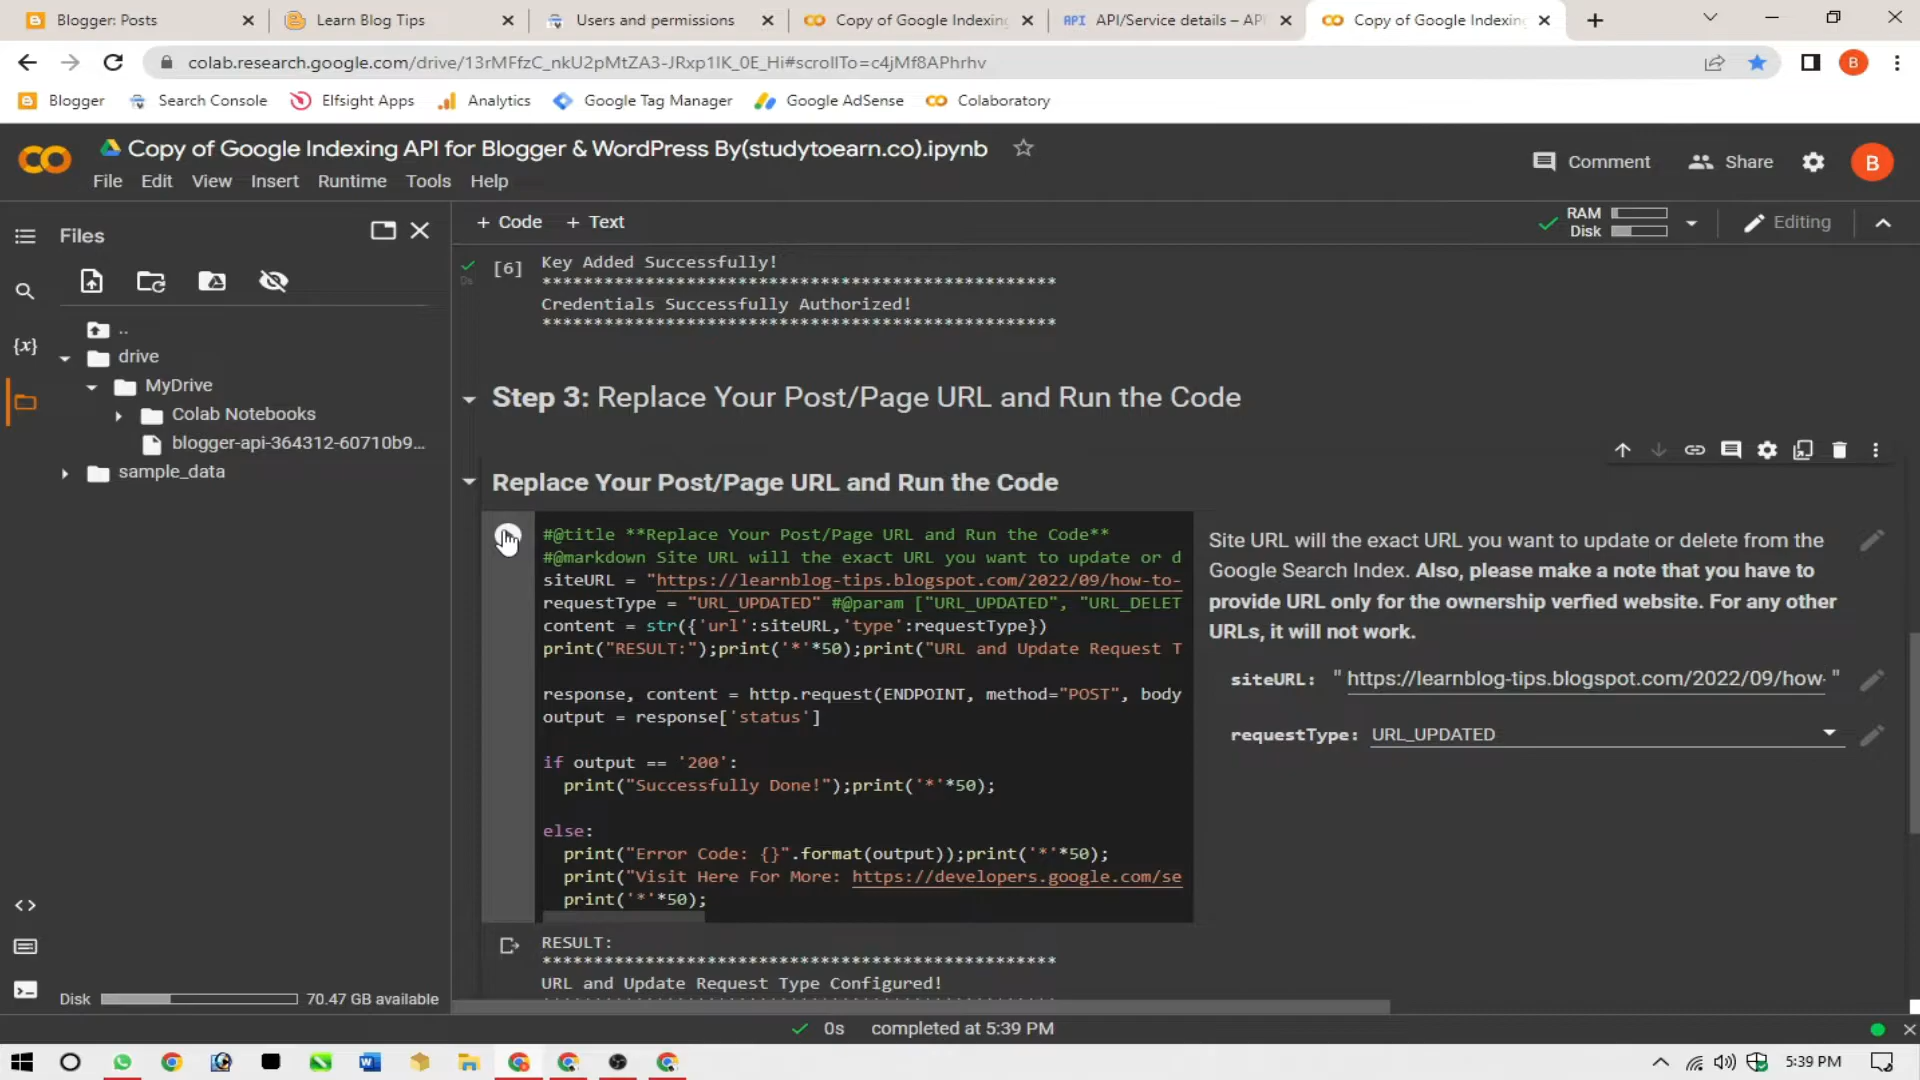 Blogger: Posts
Learn Blog Tips
Users and permissions
Copy of Google Indexing
API API/Service details – API
Copy of Google Indexing
colab.research.google.com/drive/13rMFfzC_nkU2pMtZA3-JRxp1IK_0E_Hi#scrollTo=c4jMf8APhrhv
B
Blogger
Search Console
Elfsight Apps
Analytics
Google Tag Manager
Google AdSense
Colaboratory
Copy of Google Indexing API for Blogger & WordPress By(studytoearn.co).ipynb
File Edit View Insert Runtime Tools Help
Comment
Share
B
Files
+ Code + Text
RAM
Disk
Editing
..
drive
MyDrive
Colab Notebooks
blogger-api-364312-60710b9...
sample_data
{x}
[6] Key Added Successfully!
**************************************************
Credentials Successfully Authorized!
**************************************************
Step 3: Replace Your Post/Page URL and Run the Code
Replace Your Post/Page URL and Run the Code
#@title **Replace Your Post/Page URL and Run the Code**
#@markdown Site URL will the exact URL you want to update or d
siteURL = "https://learnblog-tips.blogspot.com/2022/09/how-to-
requestType = "URL_UPDATED" #@param ["URL_UPDATED", "URL_DELET
content = str({'url':siteURL,'type':requestType})
print("RESULT:");print('*'*50);print("URL and Update Request T
response, content = http.request(ENDPOINT, method="POST", body
output = response['status']
if output == '200':
print("Successfully Done!");print('*'*50);
else:
print("Error Code: {}".format(output));print('*'*50);
print("Visit Here For More: https://developers.google.com/se
print('*'*50);
Site URL will the exact URL you want to update or delete from the
Google Search Index. Also, please make a note that you have to
provide URL only for the ownership verfied website. For any other
URLs, it will not work.
siteURL: " https://learnblog-tips.blogspot.com/2022/09/how- "
requestType: URL_UPDATED
RESULT:
**************************************************
URL and Update Request Type Configured!
Disk 70.47 GB available
0s completed at 5:39 PM
5:39 PM